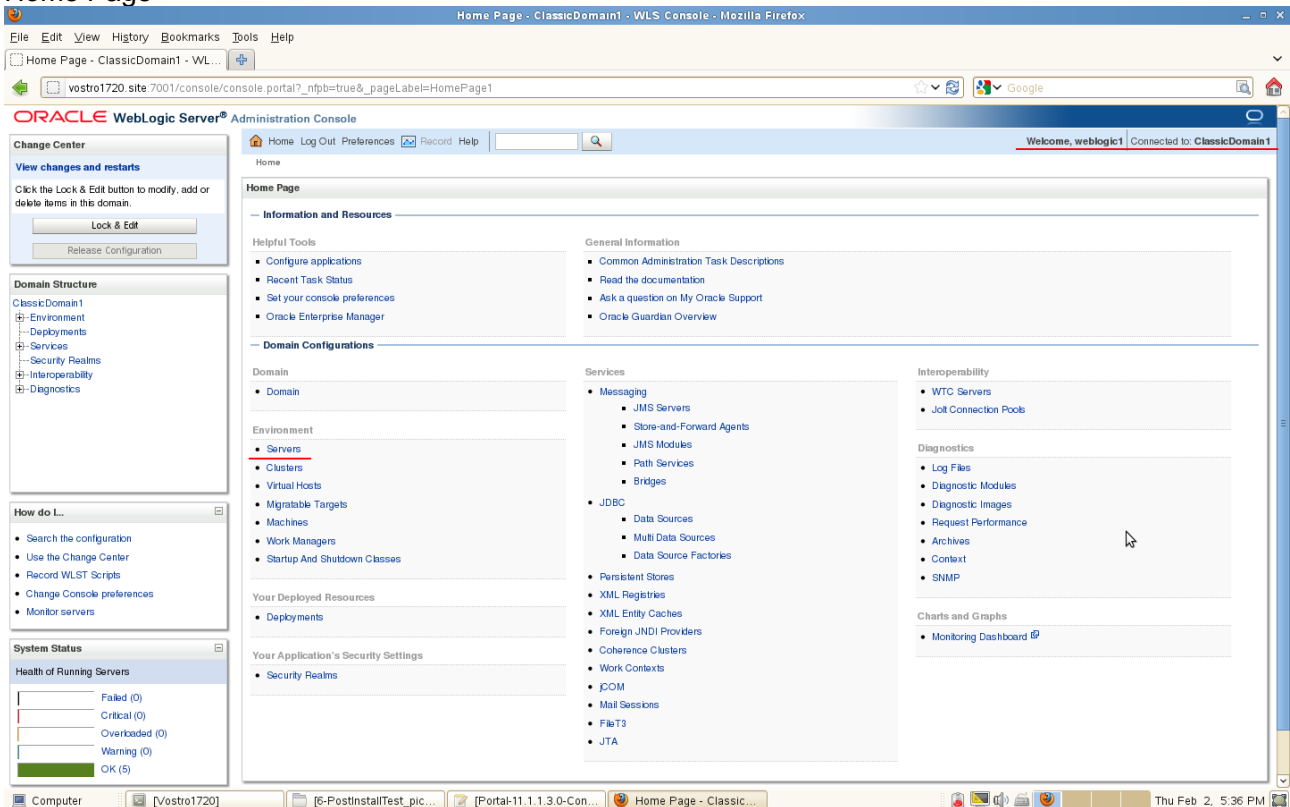 Home Page
Home Page - ClassicDomain1 - WLS Console - Mozilla Firefox
File Edit View History Bookmarks Tools Help
Home Page - ClassicDomain1 - WL...
vostro1720.site:7001/console/console.portal?_nfpb=true&_pageLabel=HomePage1
Google
ORACLE WebLogic Server® Administration Console
Change Center
View changes and restarts
Click the Lock & Edit button to modify, add or
delete items in this domain.
Lock & Edit
Release Configuration
Domain Structure
ClassicDomain1
Environment
Deployments
Services
Security Realms
Interoperability
Diagnostics
How do I...
Search the configuration
Use the Change Center
Record WLST Scripts
Change Console preferences
Monitor servers
System Status
Health of Running Servers
Failed (0)
Critical (0)
Overloaded (0)
Warning (0)
OK (5)
Home Log Out Preferences Record Help
Welcome, weblogic1 Connected to: ClassicDomain1
Home
Home Page
Information and Resources
Helpful Tools
Configure applications
Recent Task Status
Set your console preferences
Oracle Enterprise Manager
General Information
Common Administration Task Descriptions
Read the documentation
Ask a question on My Oracle Support
Oracle Guardian Overview
Domain Configurations
Domain
Domain
Environment
Servers
Clusters
Virtual Hosts
Migratable Targets
Machines
Work Managers
Startup And Shutdown Classes
Your Deployed Resources
Deployments
Your Application's Security Settings
Security Realms
Services
Messaging
JMS Servers
Store-and-Forward Agents
JMS Modules
Path Services
Bridges
JDBC
Data Sources
Multi Data Sources
Data Source Factories
Persistent Stores
XML Registries
XML Entity Caches
Foreign JNDI Providers
Coherence Clusters
Work Contexts
jCOM
Mail Sessions
FileT3
JTA
Interoperability
WTC Servers
Jolt Connection Pools
Diagnostics
Log Files
Diagnostic Modules
Diagnostic Images
Request Performance
Archives
Context
SNMP
Charts and Graphs
Monitoring Dashboard
Computer [Vostro1720] [6-PostInstallTest_pic... [Portal-11.1.1.3.0-Con... Home Page - Classic... Thu Feb 2, 5:36 PM